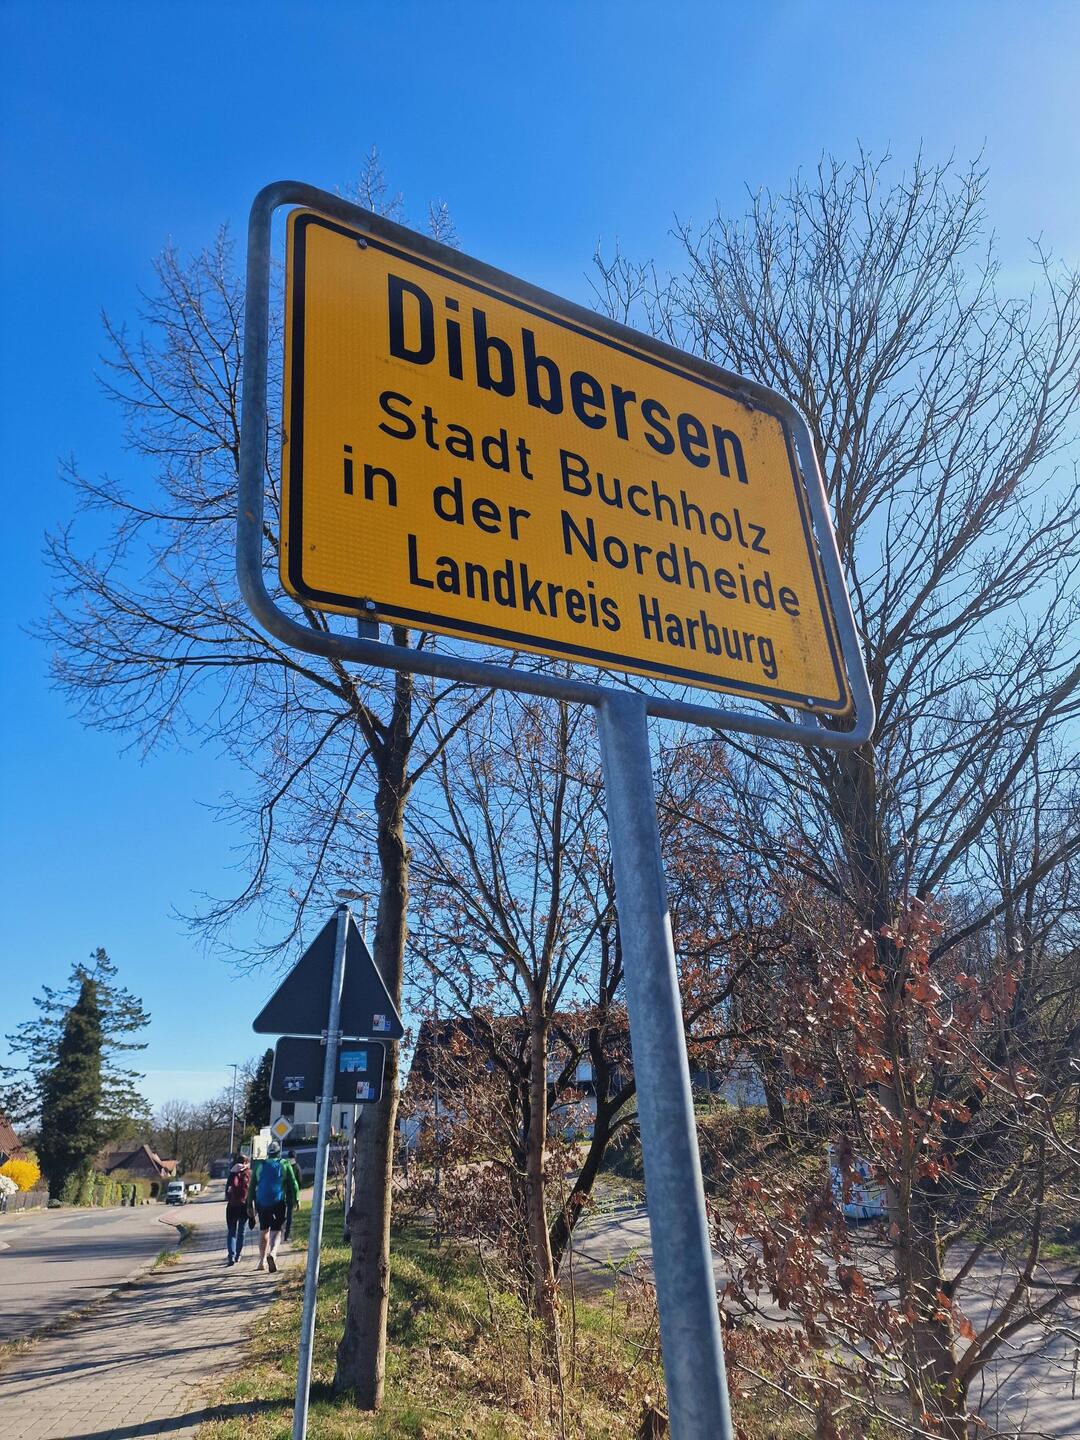 Dibbersen
Stadt Buchholz
in der Nordheide
Landkreis Harburg